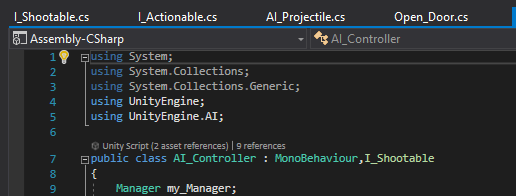 I_Shootable.cs I_Actionable.cs AI_Projectile.cs Open_Door.cs
Assembly-CSharp AI_Controller
1 using System;
2 using System.Collections;
3 using System.Collections.Generic;
4 using UnityEngine;
5 using UnityEngine.AI;
6
Unity Script (2 asset references) | 9 references
7 public class AI_Controller : MonoBehaviour,I_Shootable
8 {
9 Manager my_Manager;